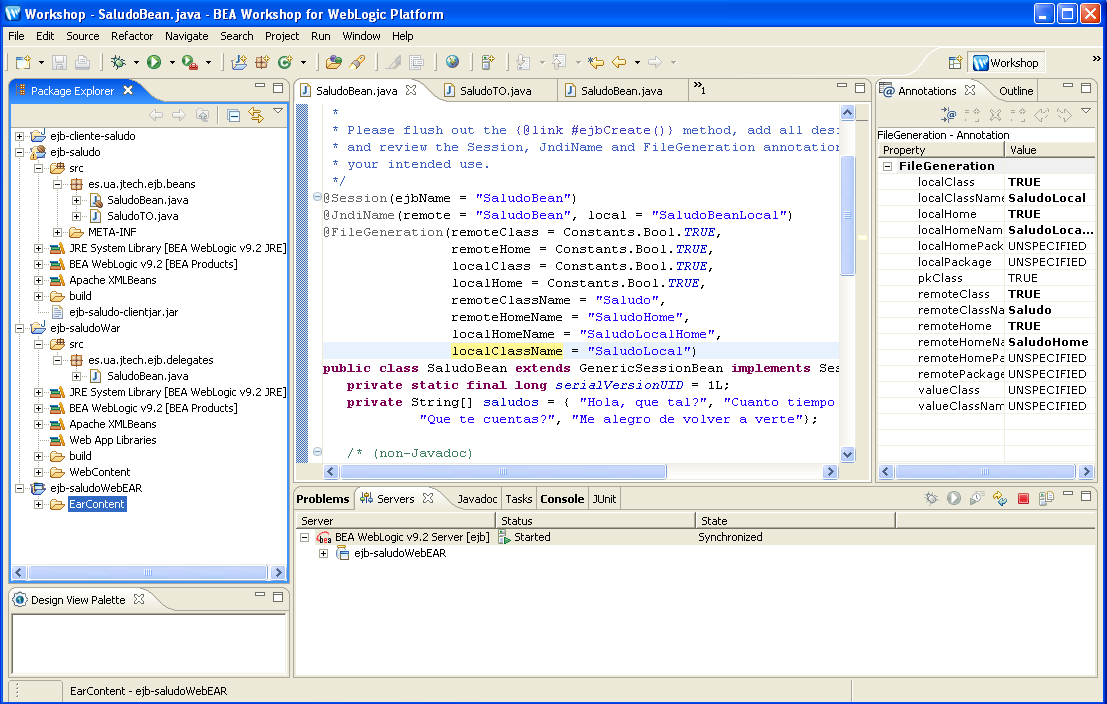 Workshop - SaludoBean.java - BEA Workshop for WebLogic Platform
File Edit Source Refactor Navigate Search Project Run Window Help
Workshop
Package Explorer
ejb-cliente-saludo
ejb-saludo
src
es.ua.jtech.ejb.beans
SaludoBean.java
SaludoTO.java
META-INF
JRE System Library [BEA WebLogic v9.2 JRE]
BEA WebLogic v9.2 [BEA Products]
Apache XMLBeans
build
ejb-saludo-clientjar.jar
ejb-saludoWar
src
es.ua.jtech.ejb.delegates
SaludoBean.java
JRE System Library [BEA WebLogic v9.2 JRE]
BEA WebLogic v9.2 [BEA Products]
Apache XMLBeans
Web App Libraries
build
WebContent
ejb-saludoWebEAR
EarContent
Design View Palette
SaludoBean.java SaludoTO.java SaludoBean.java »1
*
* Please flush out the {@link #ejbCreate()} method, add all desi
* and review the Session, JndiName and FileGeneration annotation
* your intended use.
*/
@Session(ejbName = "SaludoBean")
@JndiName(remote = "SaludoBean", local = "SaludoBeanLocal")
@FileGeneration(remoteClass = Constants.Bool.TRUE,
remoteHome = Constants.Bool.TRUE,
localClass = Constants.Bool.TRUE,
localHome = Constants.Bool.TRUE,
remoteClassName = "Saludo",
remoteHomeName = "SaludoHome",
localHomeName = "SaludoLocalHome",
localClassName = "SaludoLocal")
public class SaludoBean extends GenericSessionBean implements Ses
private static final long serialVersionUID = 1L;
private String[] saludos = { "Hola, que tal?", "Cuanto tiempo
"Que te cuentas?", "Me alegro de volver a verte"};
/* (non-Javadoc)
Annotations Outline
FileGeneration - Annotation
Property Value
FileGeneration
localClass TRUE
localClassName SaludoLocal
localHome TRUE
localHomeNam SaludoLoca...
localHomePack UNSPECIFIED
localPackage UNSPECIFIED
pkClass TRUE
remoteClass TRUE
remoteClassNa Saludo
remoteHome TRUE
remoteHomeNa SaludoHome
remoteHomePa UNSPECIFIED
remotePackage UNSPECIFIED
valueClass UNSPECIFIED
valueClassNam UNSPECIFIED
Problems Servers Javadoc Tasks Console JUnit
Server Status State
BEA WebLogic v9.2 Server [ejb] Started Synchronized
ejb-saludoWebEAR
EarContent - ejb-saludoWebEAR